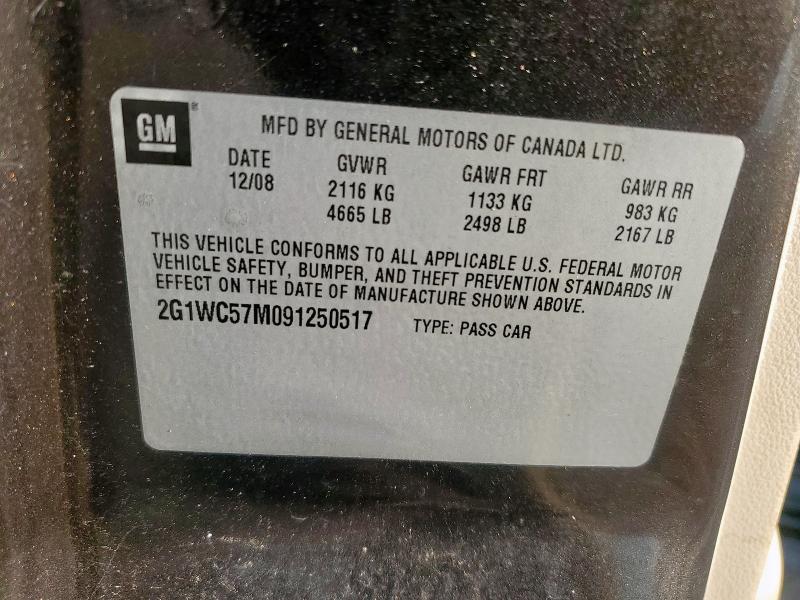 GM
MFD BY GENERAL MOTORS OF CANADA LTD.
DATE GVWR GAWR FRT GAWR RR
12/08 2116 KG 1133 KG 983 KG
4665 LB 2498 LB 2167 LB
THIS VEHICLE CONFORMS TO ALL APPLICABLE U.S. FEDERAL MOTOR
VEHICLE SAFETY, BUMPER, AND THEFT PREVENTION STANDARDS IN
EFFECT ON THE DATE OF MANUFACTURE SHOWN ABOVE.
2G1WC57M091250517 TYPE: PASS CAR